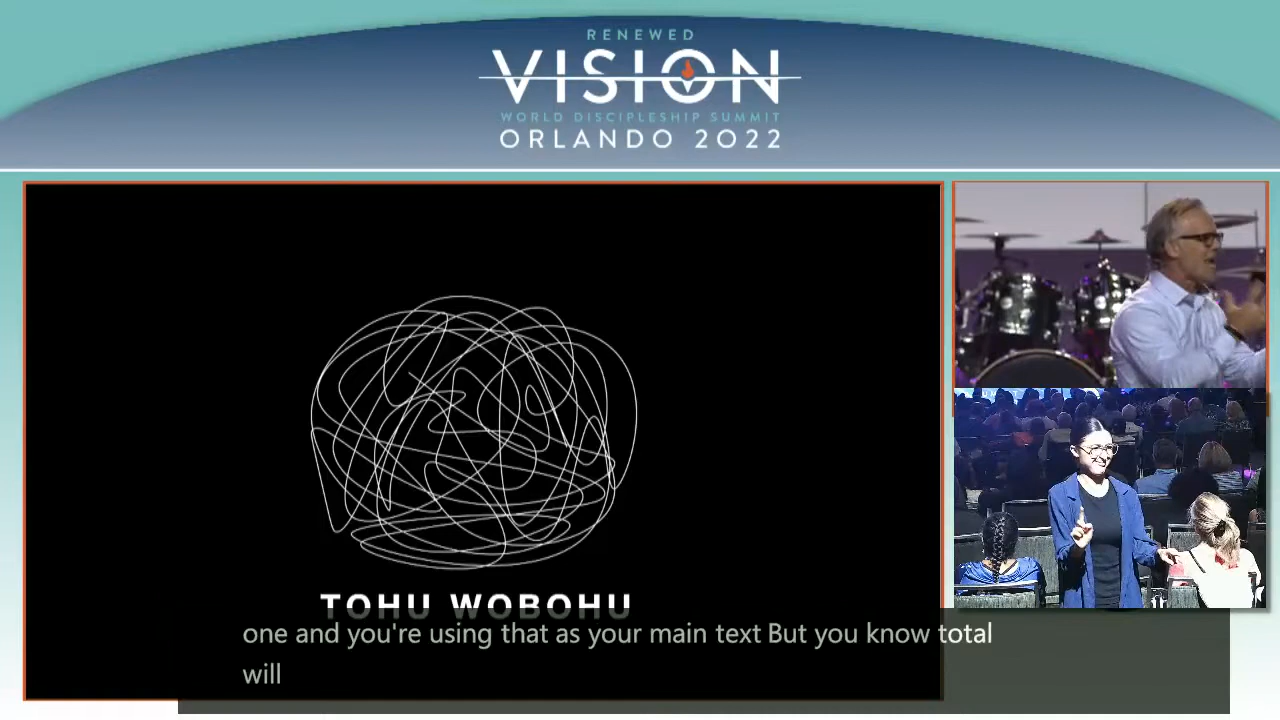 RENEWED
VISION
WORLD DISCIPLESHIP SUMMIT
ORLANDO 2022
TOHU WOBOHU
one and you're using that as your main text But you know total
will